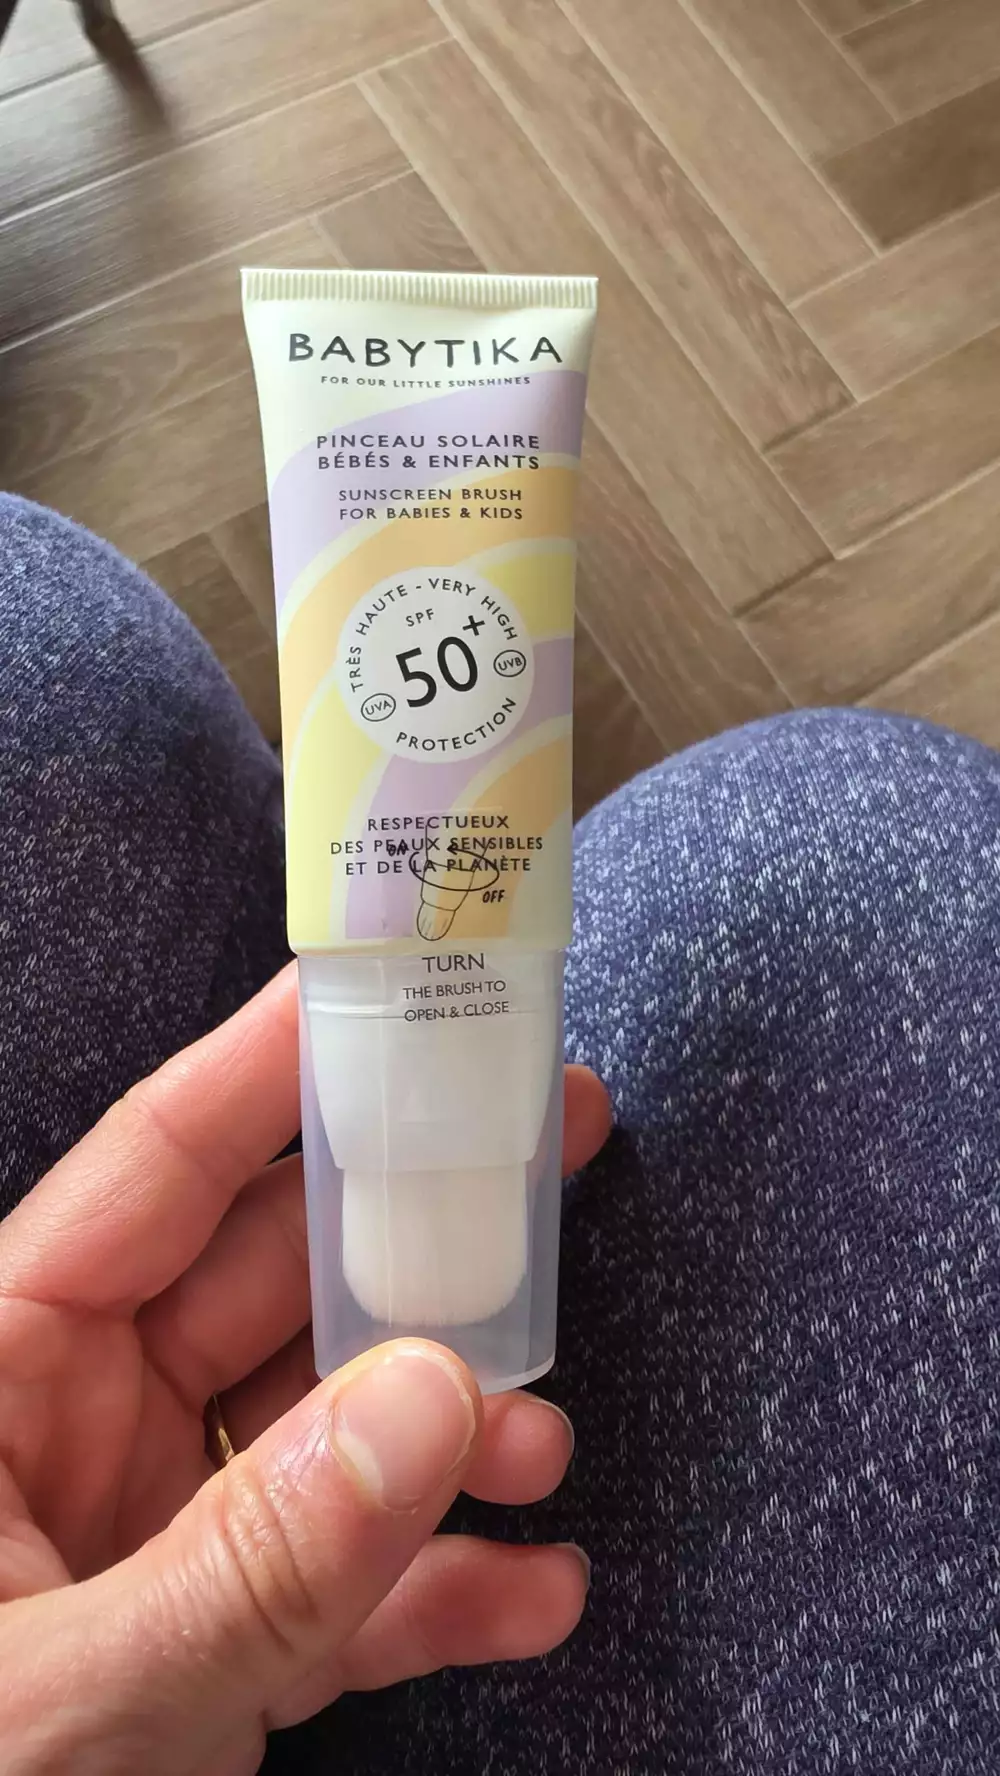 BABYTIKA
FOR OUR LITTLE SUNSHINES
PINCEAU SOLAIRE
BÉBÉS & ENFANTS
SUNSCREEN BRUSH
FOR BABIES & KIDS
TRÈS HAUTE - VERY HIGH
SPF
50+
UVA
UVB
PROTECTION
RESPECTUEUX
DES PEAUX SENSIBLES
ET DE LA PLANÈTE
ON
OFF
TURN
THE BRUSH TO
OPEN & CLOSE